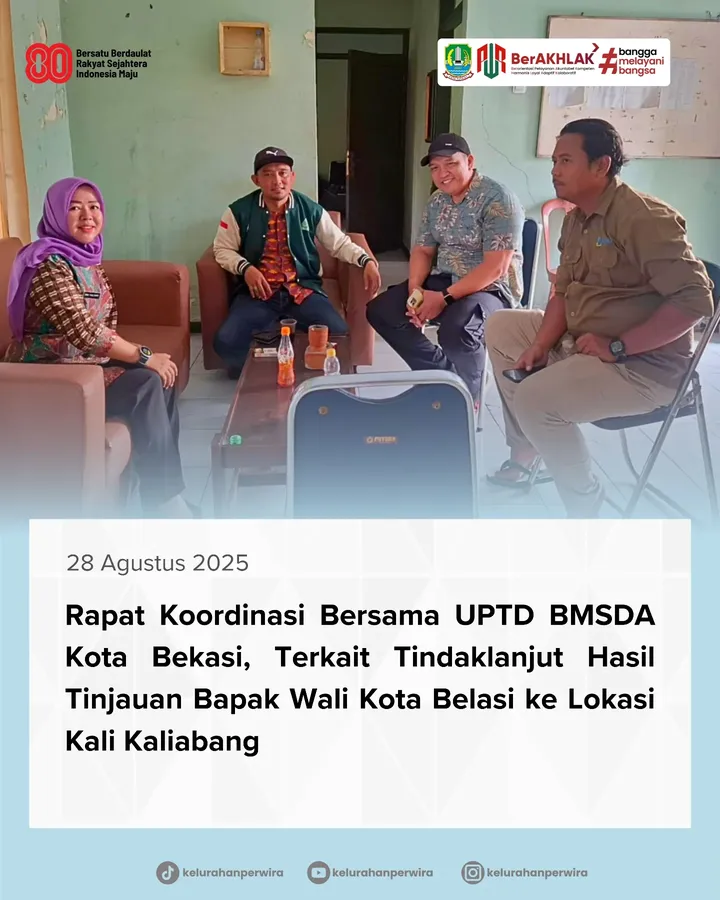 80
Bersatu Berdaulat
Rakyat Sejahtera
Indonesia Maju
BerAKHLAK
#bangga
melayani
bangsa
28 Agustus 2025
Rapat Koordinasi Bersama UPTD BMSDA
Kota Bekasi, Terkait Tindaklanjut Hasil
Tinjauan Bapak Wali Kota Belasi ke Lokasi
Kali Kaliabang
kelurahanperwira
kelurahanperwira
kelurahanperwira